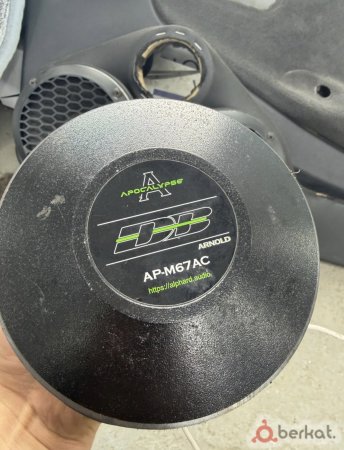 A
APOCALYPSE
DB
ARNOLD
AP-M67AC
https://alphard.audio
berkat.